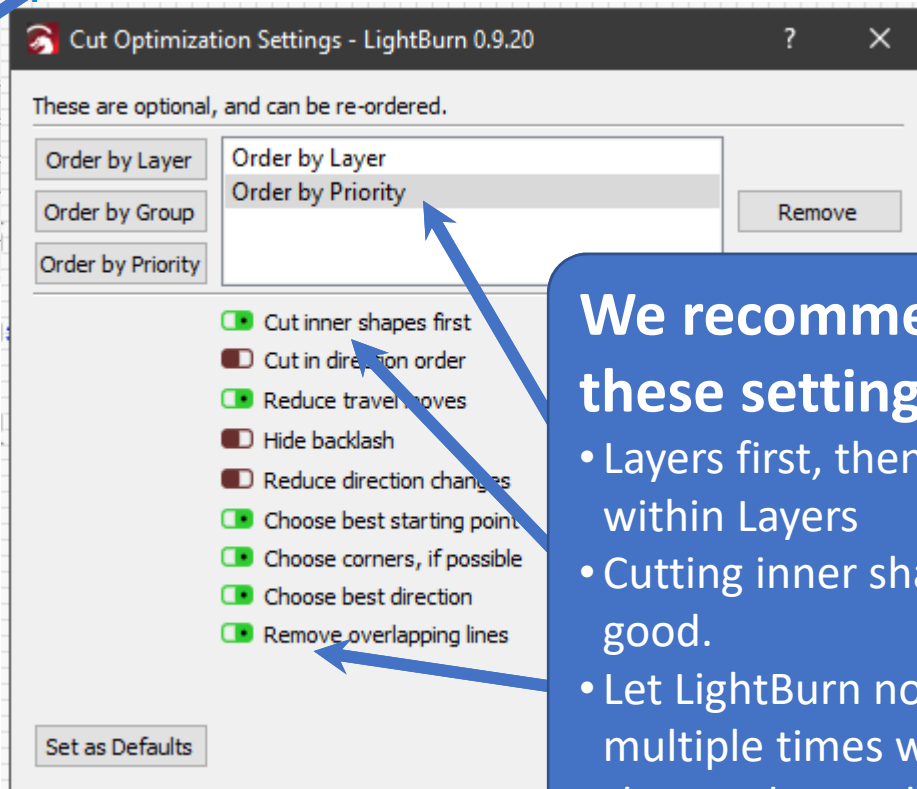 Cut Optimization Settings - LightBurn 0.9.20 ? ×
These are optional, and can be re-ordered.
Order by Layer
Order by Group
Order by Priority
Order by Layer
Order by Priority
Remove
Cut inner shapes first
Cut in direction order
Reduce travel moves
Hide backlash
Reduce direction changes
Choose best starting point
Choose corners, if possible
Choose best direction
Remove overlapping lines
Set as Defaults
We recomme
these setting
• Layers first, then
within Layers
• Cutting inner sha
good.
• Let LightBurn no
multiple times w